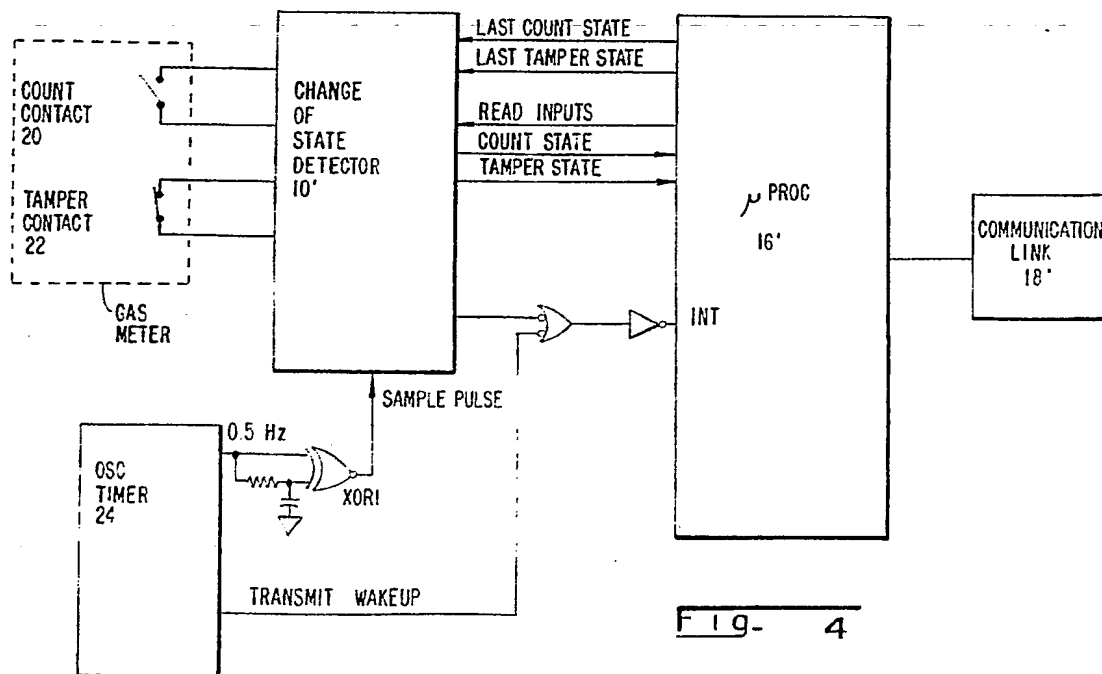 COUNT
CONTACT
20
TAMPER
CONTACT
22
GAS
METER
CHANGE
OF
STATE
DETECTOR
10'
LAST COUNT STATE
LAST TAMPER STATE
READ INPUTS
COUNT STATE
TAMPER STATE
μ PROC
16'
INT
COMMUNICATION
LINK
18'
SAMPLE PULSE
0.5 Hz
XOR1
OSC
TIMER
24
TRANSMIT WAKEUP
Fig- 4